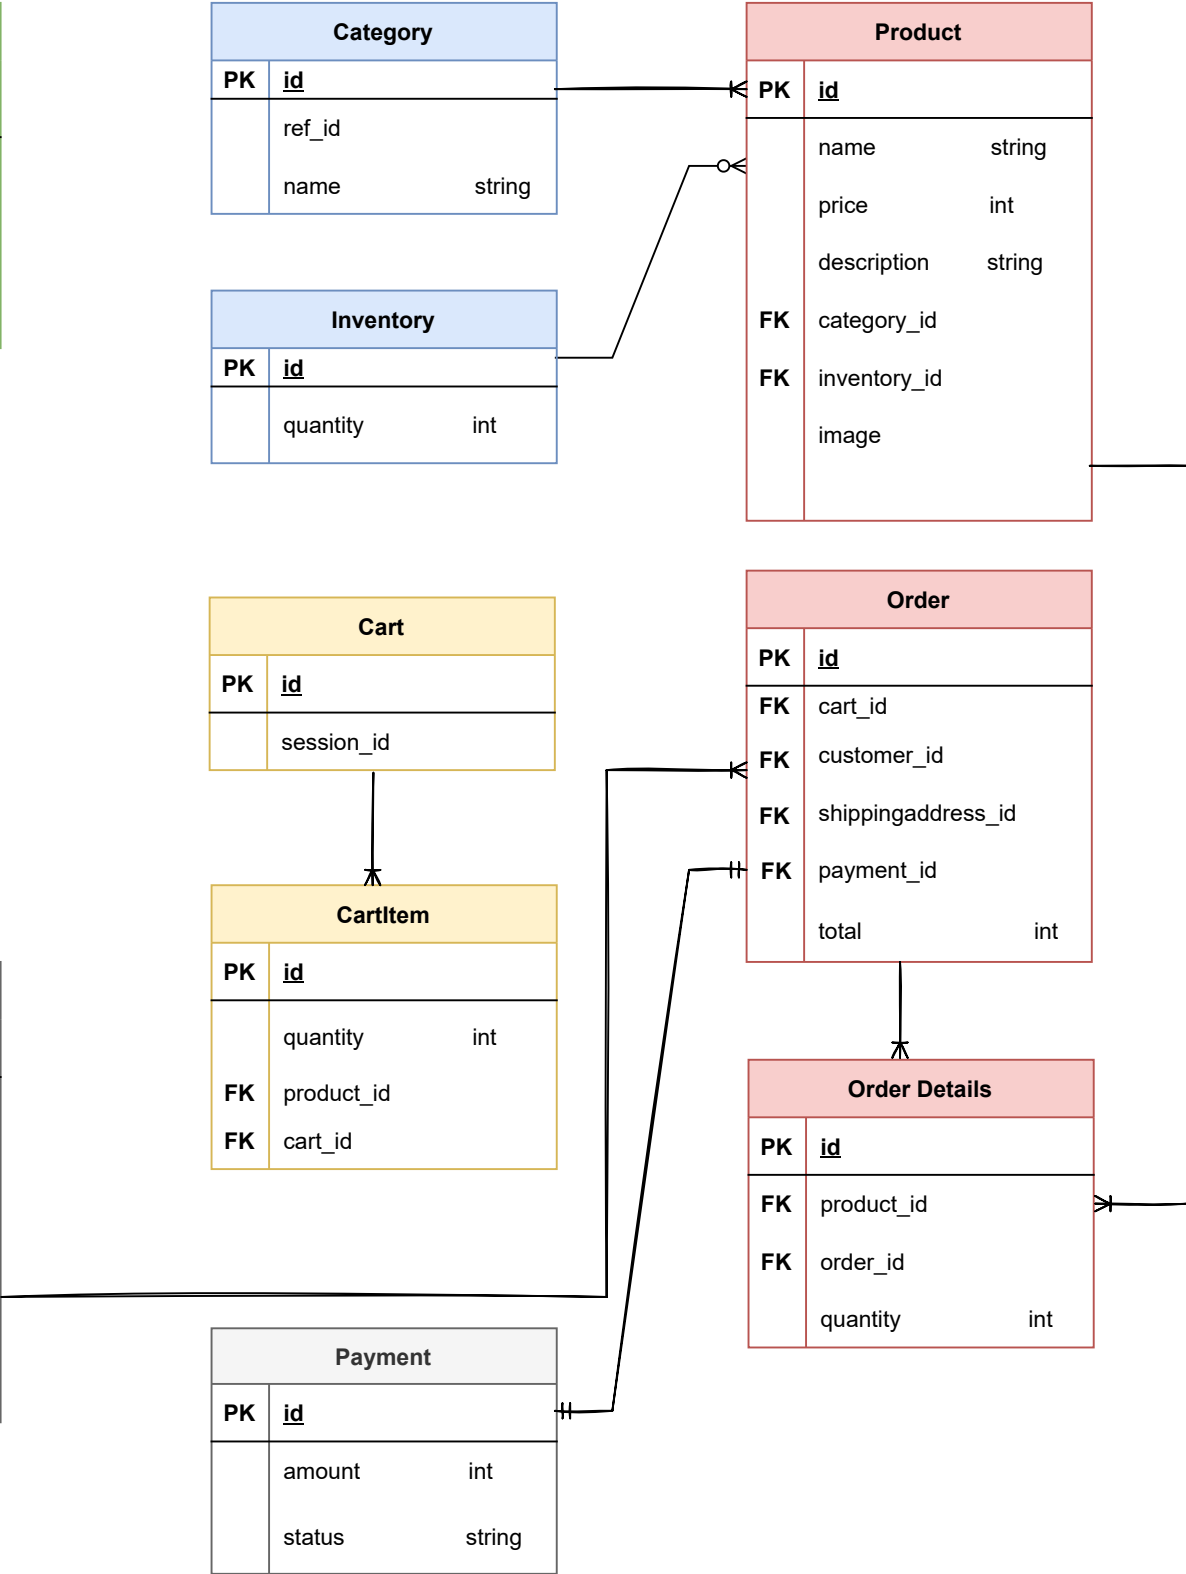 Category
PK id
ref_id
name string
Inventory
PK id
quantity int
Product
PK id
name string
price int
description string
FK category_id
FK inventory_id
image
Cart
PK id
session_id
CartItem
PK id
quantity int
FK product_id
FK cart_id
Order
PK id
FK cart_id
FK customer_id
FK shippingaddress_id
FK payment_id
total int
Order Details
PK id
FK product_id
FK order_id
quantity int
Payment
PK id
amount int
status string